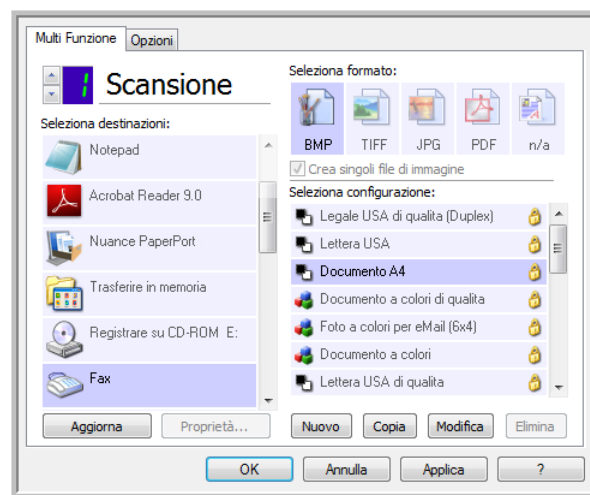 Multi Funzione
Opzioni
1
Scansione
Seleziona destinazioni:
Notepad
Acrobat Reader 9.0
Nuance PaperPort
Trasferire in memoria
Registrare su CD-ROM E:
Fax
Aggiorna
Proprietà...
Seleziona formato:
BMP TIFF JPG PDF n/a
Crea singoli file di immagine
Seleziona configurazione:
Legale USA di qualita (Duplex)
Lettera USA
Documento A4
Documento a colori di qualita
Foto a colori per eMail (6x4)
Documento a colori
Lettera USA di qualita
Nuovo Copia Modifica Elimina
OK Annulla Applica ?